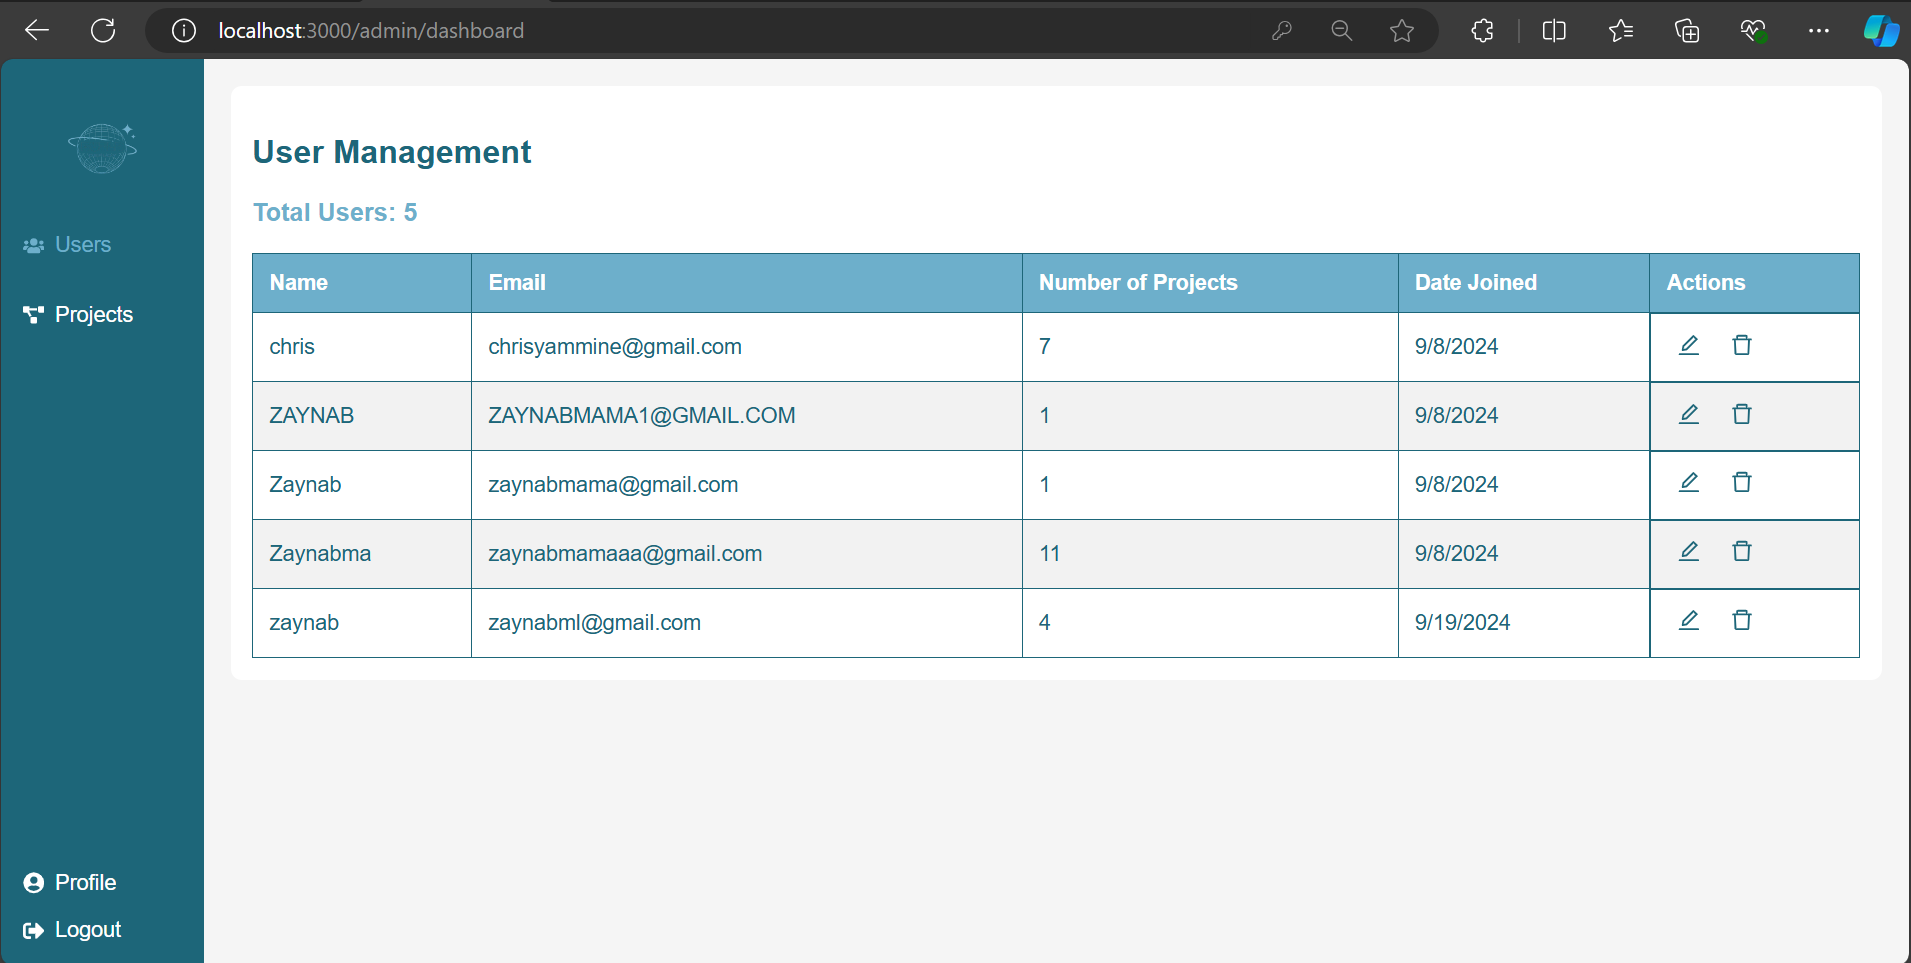 localhost:3000/admin/dashboard
User Management
Total Users: 5
Users
Projects
Name Email Number of Projects Date Joined Actions
chris chrisyammine@gmail.com 7 9/8/2024
ZAYNAB ZAYNABMAMA1@GMAIL.COM 1 9/8/2024
Zaynab zaynabmama@gmail.com 1 9/8/2024
Zaynabma zaynabmamaaa@gmail.com 11 9/8/2024
zaynab zaynabml@gmail.com 4 9/19/2024
Profile
Logout